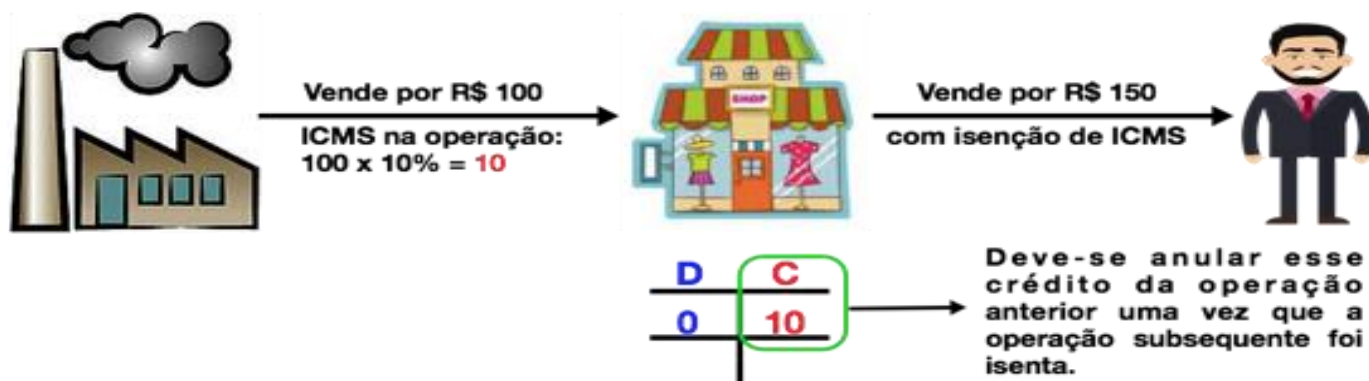 Vende por R$ 100
ICMS na operação:
100 x 10% = 10
SHOP
Vende por R$ 150
com isenção de ICMS
D C
0 10
Deve-se anular esse
crédito da operação
anterior uma vez que a
operação subsequente foi
isenta.